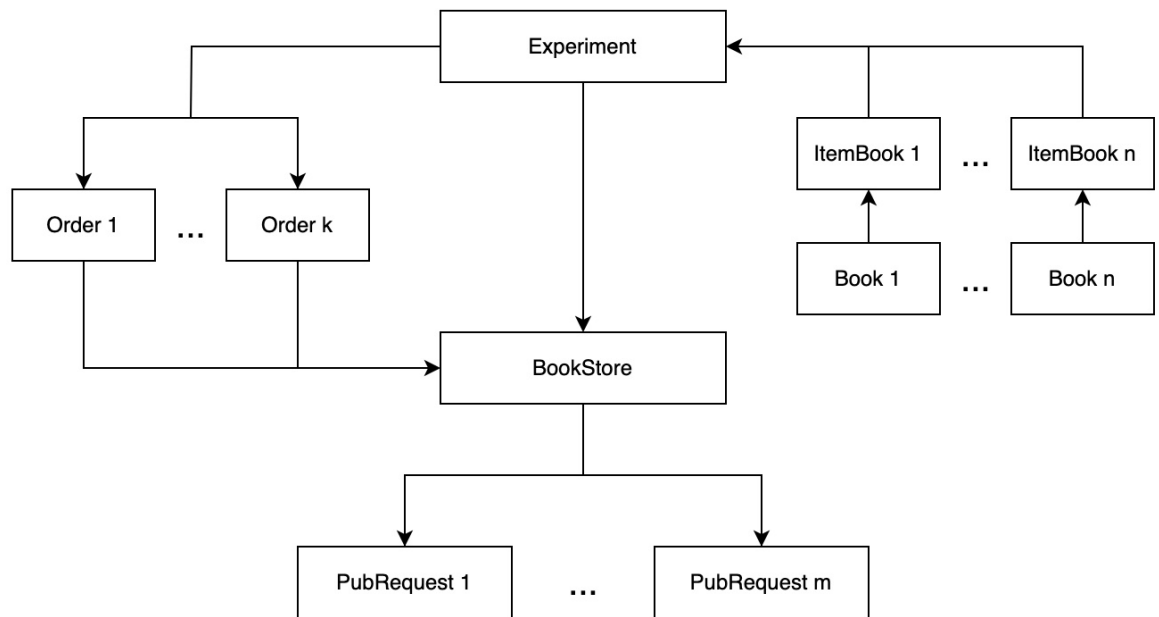 Experiment
ItemBook 1 ... ItemBook n
Order 1 ... Order k
Book 1 ... Book n
BookStore
PubRequest 1 ... PubRequest m